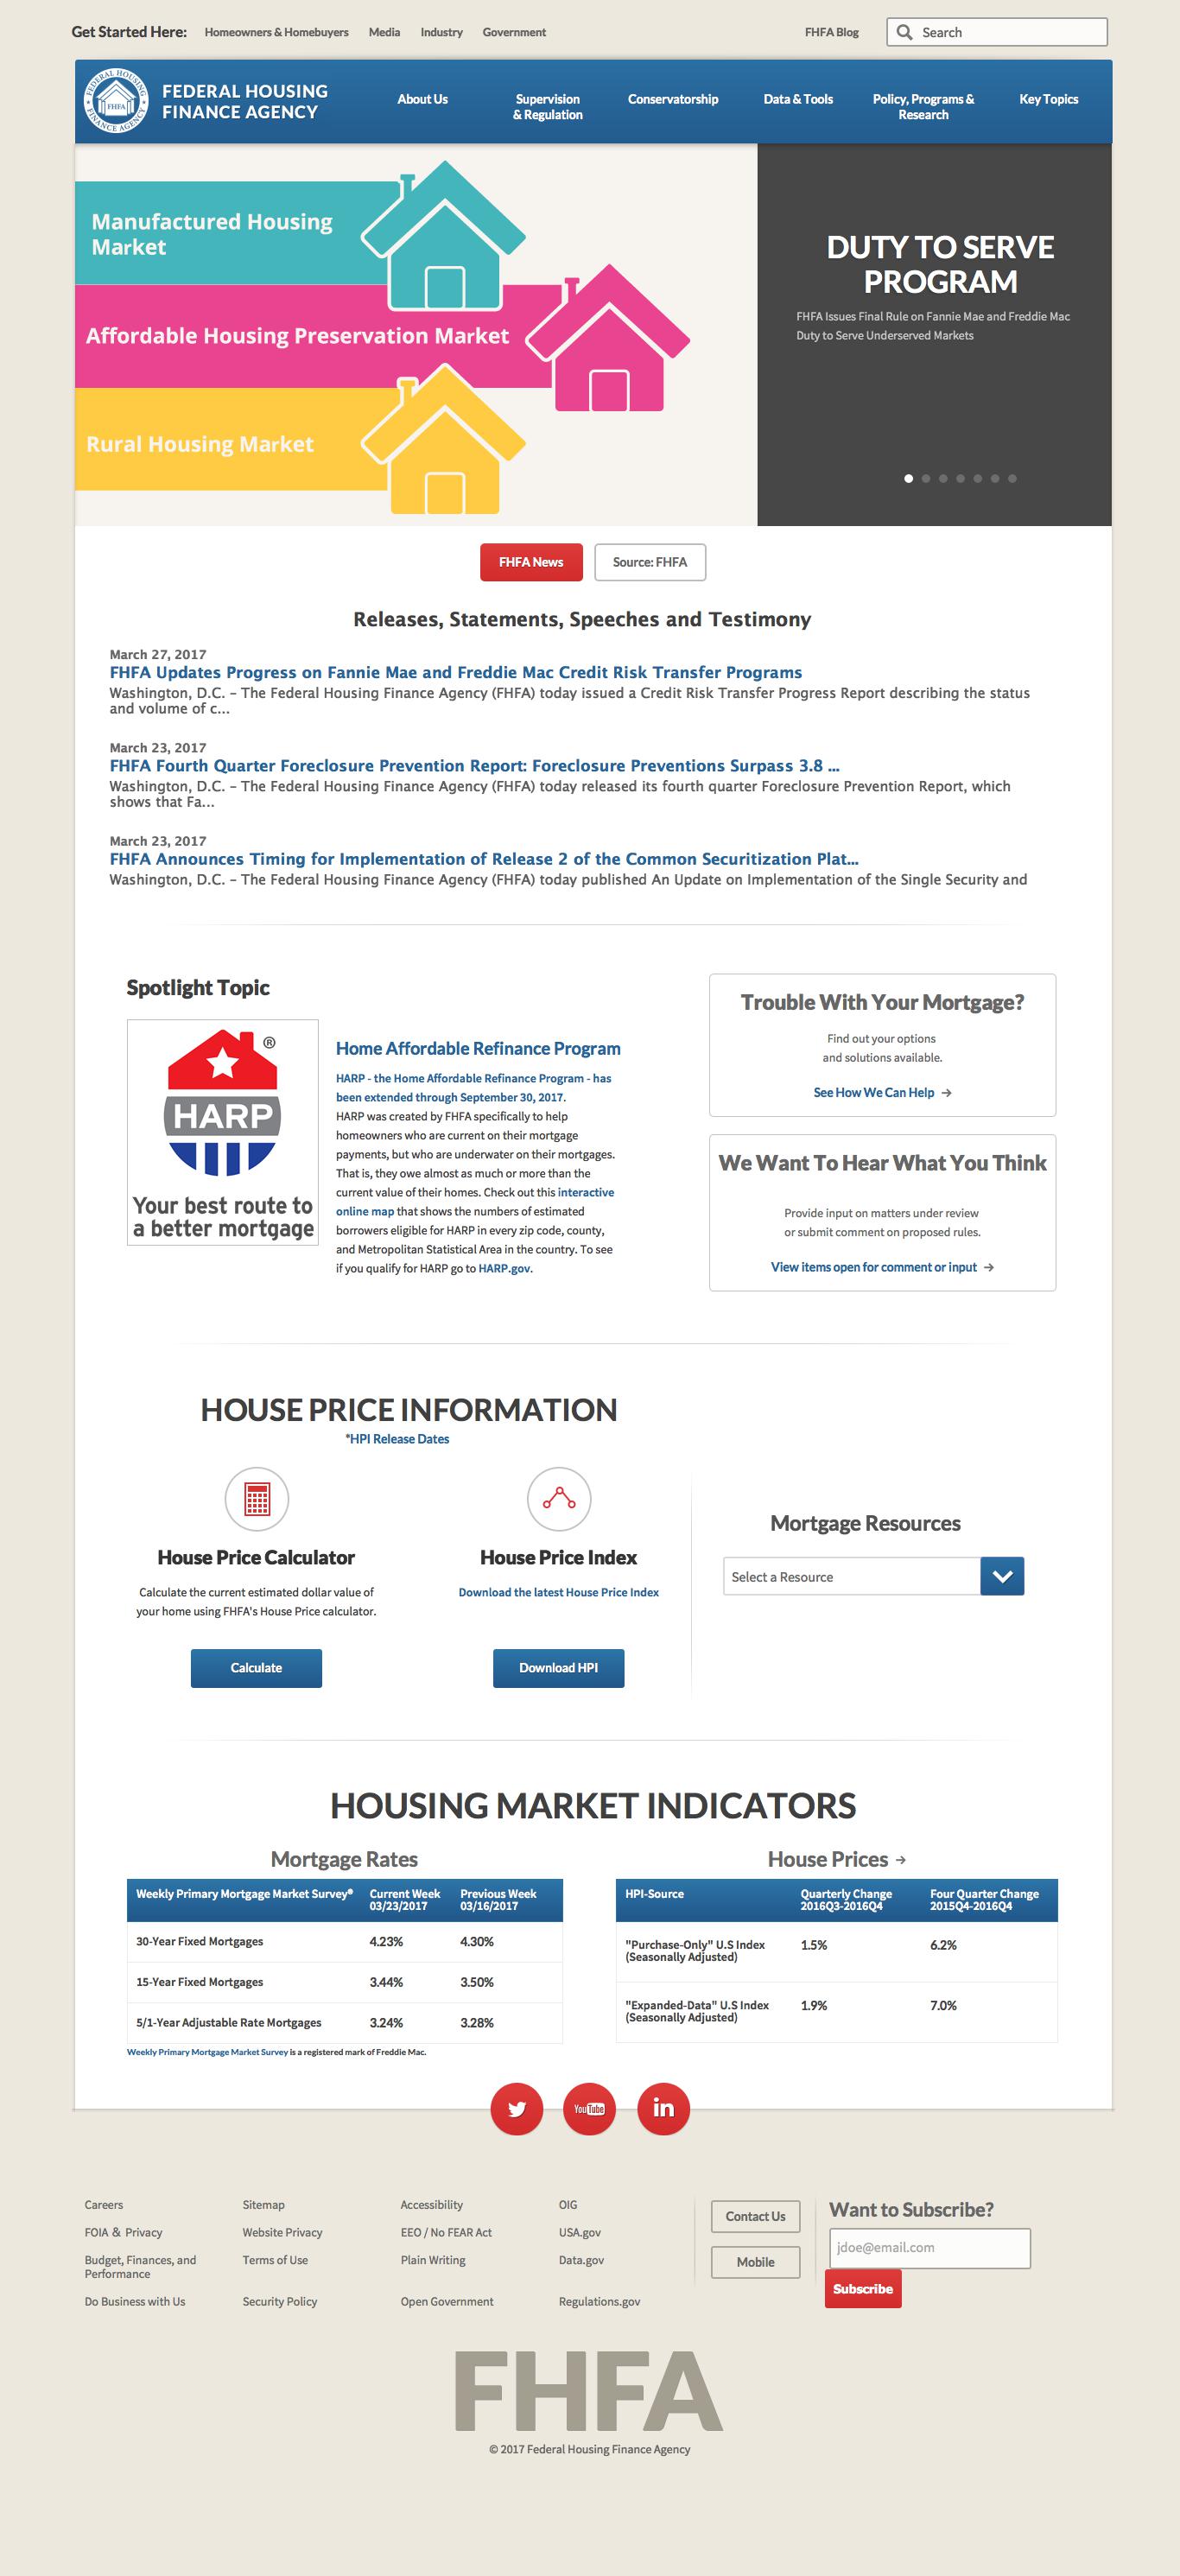 Get Started Here: Homeowners & Homebuyers Media Industry Government FHFA Blog Search
FEDERAL HOUSING FINANCE AGENCY
FHFA
FEDERAL HOUSING
FINANCE AGENCY
About Us
Supervision
& Regulation
Conservatorship
Data & Tools
Policy, Programs &
Research
Key Topics
Manufactured Housing
Market
Affordable Housing Preservation Market
Rural Housing Market
DUTY TO SERVE
PROGRAM
FHFA Issues Final Rule on Fannie Mae and Freddie Mac
Duty to Serve Underserved Markets
FHFA News Source: FHFA
Releases, Statements, Speeches and Testimony
March 27, 2017
FHFA Updates Progress on Fannie Mae and Freddie Mac Credit Risk Transfer Programs
Washington, D.C. – The Federal Housing Finance Agency (FHFA) today issued a Credit Risk Transfer Progress Report describing the status
and volume of c...
March 23, 2017
FHFA Fourth Quarter Foreclosure Prevention Report: Foreclosure Preventions Surpass 3.8 ...
Washington, D.C. – The Federal Housing Finance Agency (FHFA) today released its fourth quarter Foreclosure Prevention Report, which
shows that Fa...
March 23, 2017
FHFA Announces Timing for Implementation of Release 2 of the Common Securitization Plat...
Washington, D.C. – The Federal Housing Finance Agency (FHFA) today published An Update on Implementation of the Single Security and
Spotlight Topic
®
HARP
Your best route to
a better mortgage
Home Affordable Refinance Program
HARP - the Home Affordable Refinance Program - has
been extended through September 30, 2017.
HARP was created by FHFA specifically to help
homeowners who are current on their mortgage
payments, but who are underwater on their mortgages.
That is, they owe almost as much or more than the
current value of their homes. Check out this interactive
online map that shows the numbers of estimated
borrowers eligible for HARP in every zip code, county,
and Metropolitan Statistical Area in the country. To see
if you qualify for HARP go to HARP.gov.
Trouble With Your Mortgage?
Find out your options
and solutions available.
See How We Can Help →
We Want To Hear What You Think
Provide input on matters under review
or submit comment on proposed rules.
View items open for comment or input →
HOUSE PRICE INFORMATION
*HPI Release Dates
House Price Calculator
Calculate the current estimated dollar value of
your home using FHFA's House Price calculator.
Calculate
House Price Index
Download the latest House Price Index
Download HPI
Mortgage Resources
Select a Resource
HOUSING MARKET INDICATORS
Mortgage Rates
Weekly Primary Mortgage Market Survey® Current Week Previous Week
03/23/2017 03/16/2017
30-Year Fixed Mortgages 4.23% 4.30%
15-Year Fixed Mortgages 3.44% 3.50%
5/1-Year Adjustable Rate Mortgages 3.24% 3.28%
Weekly Primary Mortgage Market Survey is a registered mark of Freddie Mac.
House Prices →
HPI-Source Quarterly Change Four Quarter Change
2016Q3-2016Q4 2015Q4-2016Q4
"Purchase-Only" U.S Index 1.5% 6.2%
(Seasonally Adjusted)
"Expanded-Data" U.S Index 1.9% 7.0%
(Seasonally Adjusted)
You Tube
in
Careers Sitemap Accessibility OIG
FOIA & Privacy Website Privacy EEO / No FEAR Act USA.gov
Budget, Finances, and Terms of Use Plain Writing Data.gov
Performance
Do Business with Us Security Policy Open Government Regulations.gov
Contact Us
Mobile
Want to Subscribe?
jdoe@email.com
Subscribe
FHFA
© 2017 Federal Housing Finance Agency